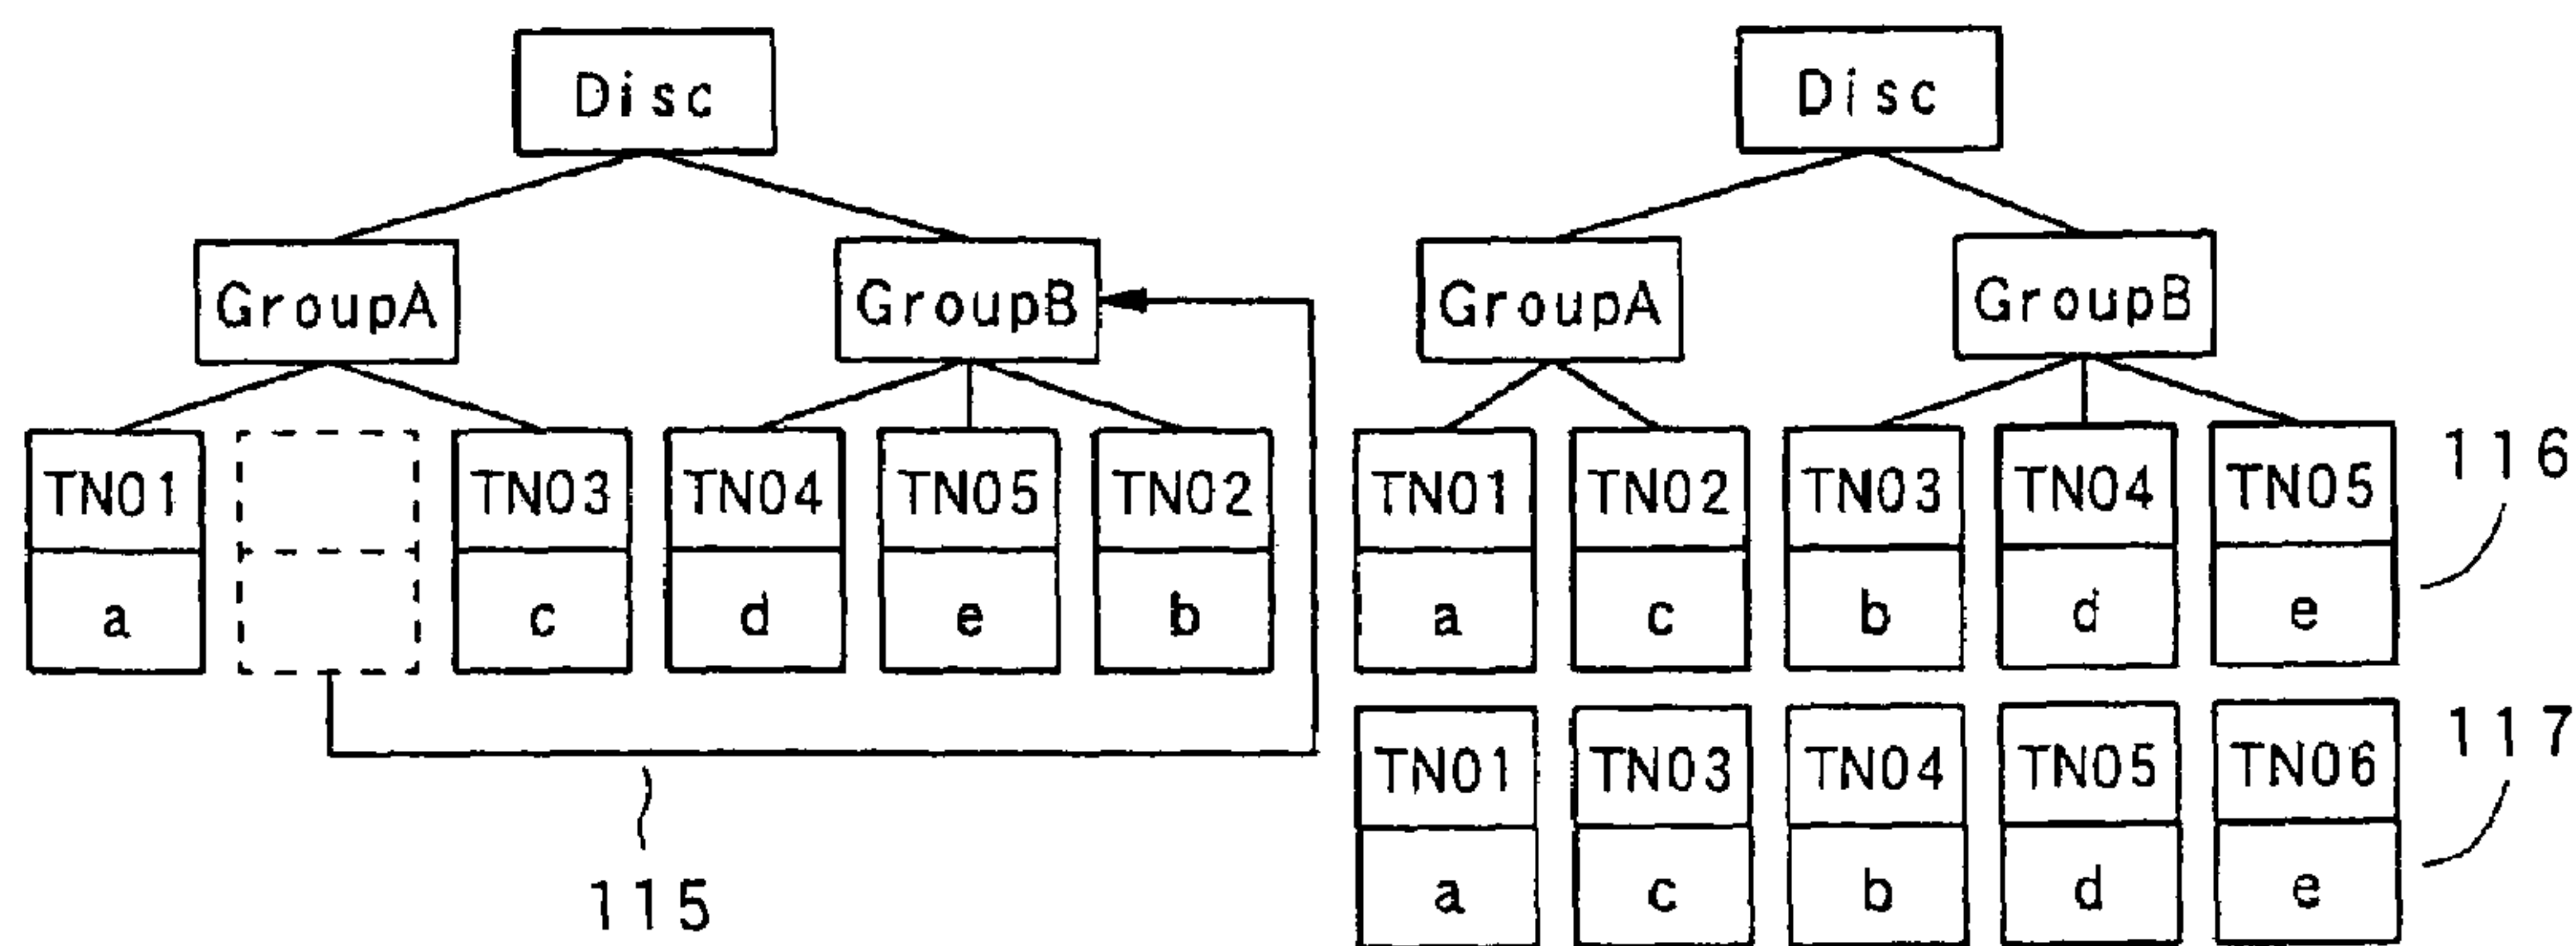 Disc Disc
GroupA GroupB GroupA GroupB
TN01 TN03 TN04 TN05 TN02 TN01 TN02 TN03 TN04 TN05 116
a c d e b a c b d e
TN01 TN03 TN04 TN05 TN06 117
115 a c b d e